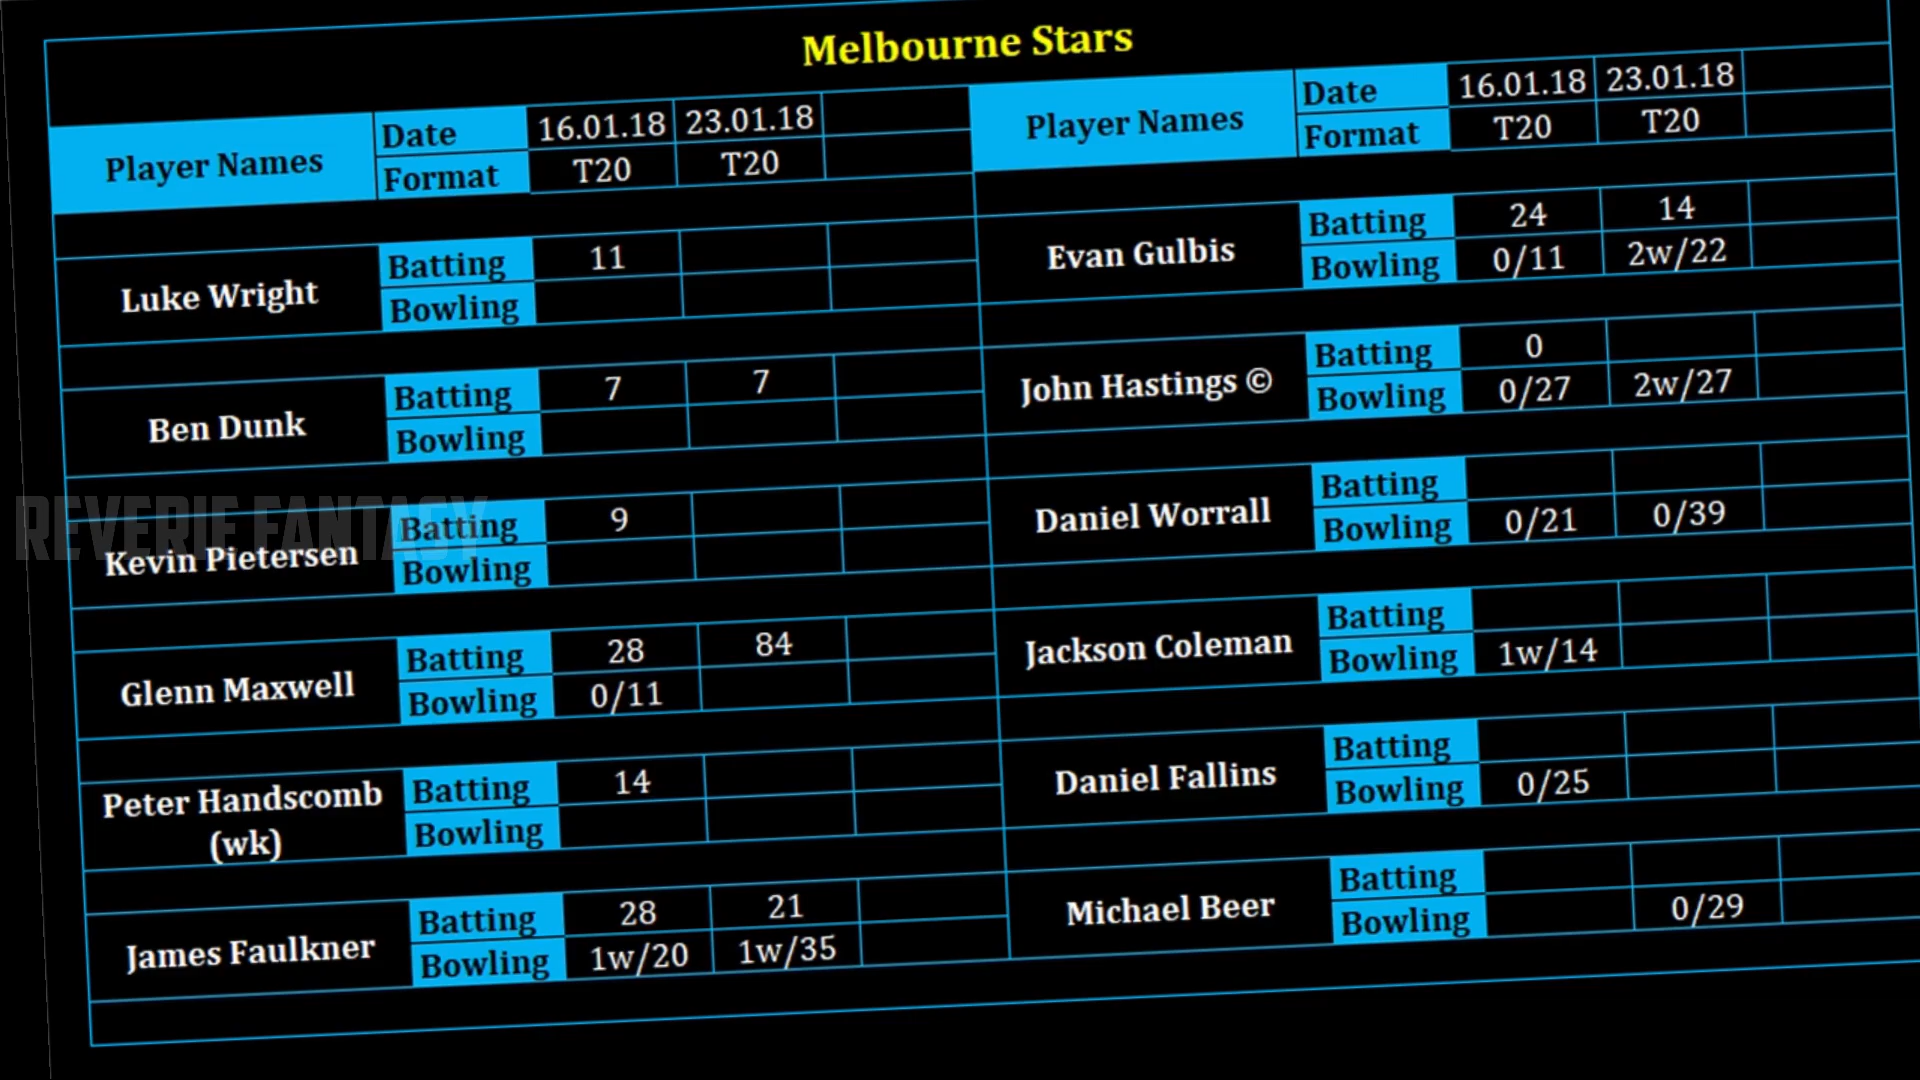 Melbourne Stars
Player Names Date 16.01.18 23.01.18
Format T20 T20
Luke Wright Batting 11
Bowling
Ben Dunk Batting 7 7
Bowling
REVERIE FANTASY
Kevin Pietersen Batting 9
Bowling
Glenn Maxwell Batting 28 84
Bowling 0/11
Peter Handscomb (wk) Batting 14
Bowling
James Faulkner Batting 28 21
Bowling 1w/20 1w/35
Player Names Date 16.01.18 23.01.18
Format T20 T20
Evan Gulbis Batting 24 14
Bowling 0/11 2w/22
John Hastings © Batting 0
Bowling 0/27 2w/27
Daniel Worrall Batting
Bowling 0/21 0/39
Jackson Coleman Batting
Bowling 1w/14
Daniel Fallins Batting
Bowling 0/25
Michael Beer Batting
Bowling 0/29